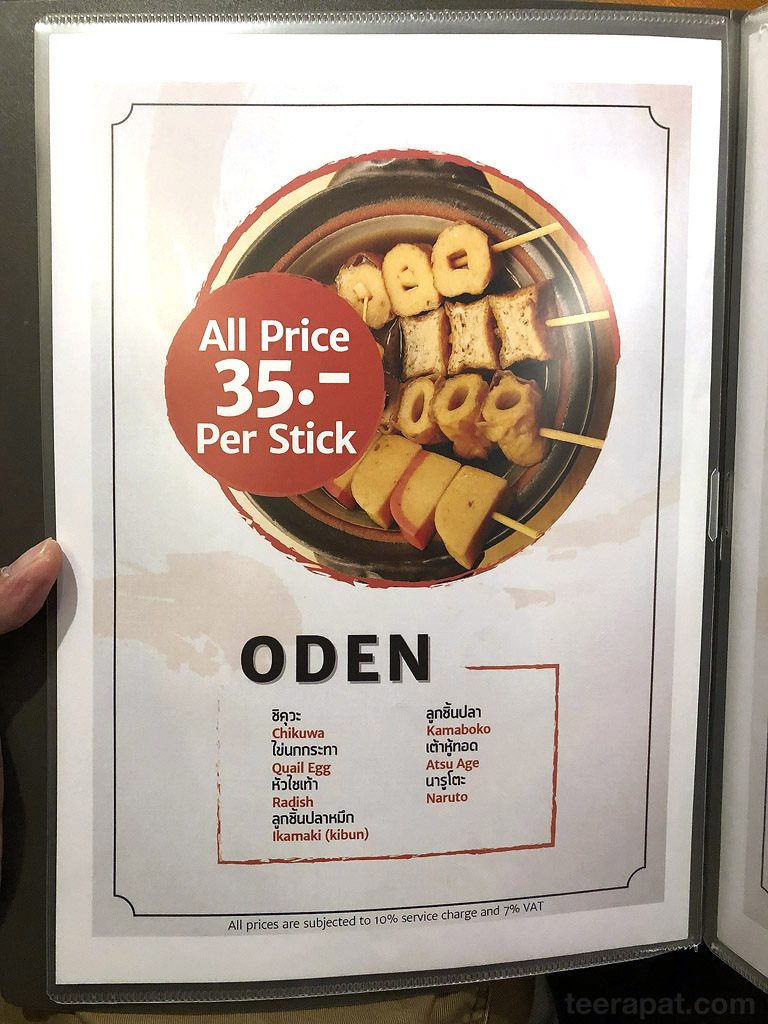 All Price
35.-
Per Stick
ODEN
ชิคุวะ
Chikuwa
ไข่นกกระทา
Quail Egg
หัวไชเท้า
Radish
ลูกชิ้นปลาหมึก
Ikamaki (kibun)
ลูกชิ้นปลา
Kamaboko
เต้าหู้ทอด
Atsu Age
นารูโตะ
Naruto
All prices are subjected to 10% service charge and 7% VAT
teerapat.com